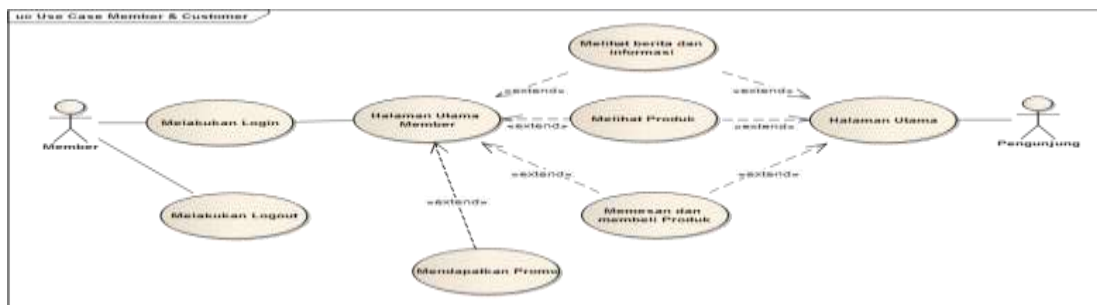 uc Use Case Member & Customer
Melihat berita dan
informasi
«extend»
«extend»
Member
Melakukan Login
Halaman Utama
Member
«extend»
Melihat Produk
«extend»
Halaman Utama
Pengunjung
«extend»
«extend»
Melakukan Logout
«extend»
Memesan dan
membeli Produk
Mendapatkan Promo